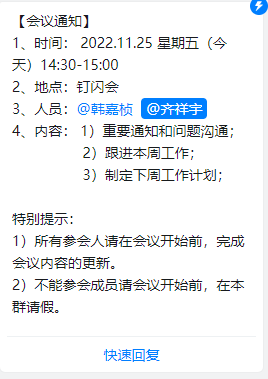 【会议通知】
1、时间： 2022.11.25 星期五（今
天）14:30-15:00
2、地点：钉闪会
3、人员：@韩嘉桢 @齐祥宇
4、内容： 1）重要通知和问题沟通；
2）跟进本周工作；
3）制定下周工作计划；
特别提示：
1）所有参会人请在会议开始前，完成
会议内容的更新。
2）不能参会成员请会议开始前，在本
群请假。
快速回复